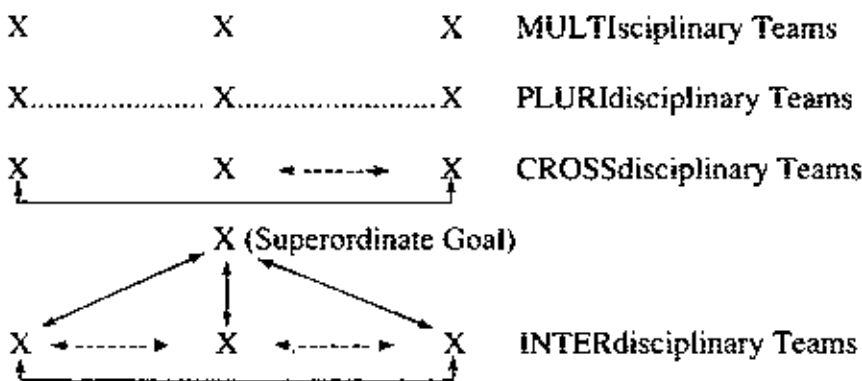 X X X MULTIsciplinary Teams
X..............................X...................................X PLURIdisciplinary Teams
X X X CROSSdisciplinary Teams
X (Superordinate Goal)
X X X INTERdisciplinary Teams